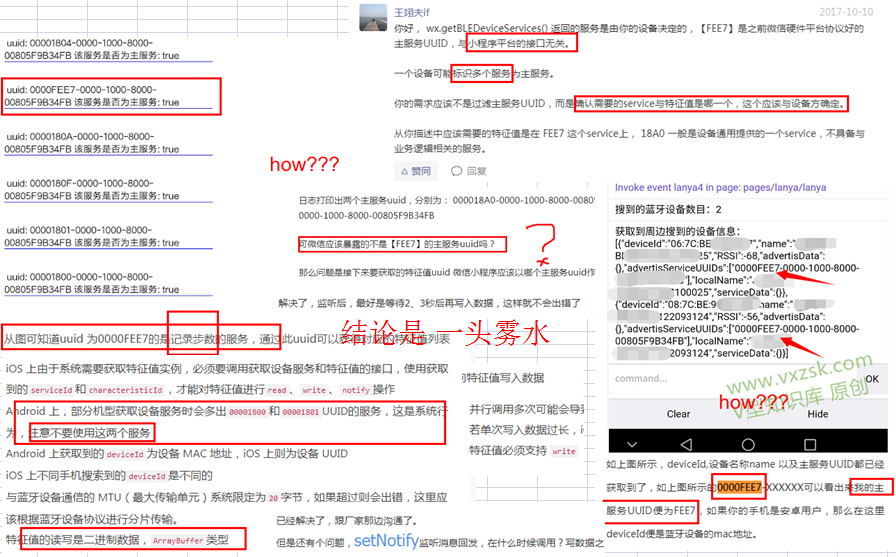 uuid: 00001804-0000-1000-8000-
00805F9B34FB 该服务是否为主服务: true
uuid: 0000FEE7-0000-1000-8000-
00805F9B34FB 该服务是否为主服务: true
uuid: 0000180A-0000-1000-8000-
00805F9B34FB 该服务是否为主服务: true
uuid: 0000180F-0000-1000-8000-
00805F9B34FB 该服务是否为主服务: true
uuid: 00001801-0000-1000-8000-
00805F9B34FB 该服务是否为主服务: true
uuid: 00001800-0000-1000-8000-
00805F9B34FB 该服务是否为主服务: true
王翊夫if
2017-10-10
你好， wx.getBLEDeviceServices() 返回的服务是由你的设备决定的，【FEE7】是之前微信硬件平台协议好的
主服务UUID，与小程序平台的接口无关。
一个设备可能标识多个服务为主服务。
你的需求应该不是过滤主服务UUID，而是确认需要的service与特征值是哪一个，这个应该与设备方确定。
从你描述中应该需要的特征值是在 FEE7 这个service上， 18A0 一般是设备通用提供的一个service，不具备与
业务逻辑相关的服务。
赞同
回复
how???
日志打印出两个主服务uuid，分别为： 000018A0-0000-1000-8000-00805
0000-1000-8000-00805F9B34FB
可微信应该暴露的不是【FEE7】的主服务uuid吗？
?
那么问题是接下来要获取的特征值uuid 微信小程序应该以哪个主服务uuid作
解决了，监听后，最好是等待2、3秒后再写入数据，这样就不会出错了
结论是 一头雾水
Invoke event lanya4 in page: pages/lanya/lanya
搜到的蓝牙设备数目：2
获取到周边搜到的设备信息：
[{"deviceId":"06:7C:BE
","name":"
25","RSSI":-68,"advertisData":
{},"advertisServiceUUIDs":["0000FEE7-0000-1000-8000-
"],"localName":
1100025","serviceData":{}},
{"deviceId":"08:7C:BE:9
122093124","RSSI":-56,"advertisData":
{},"advertisServiceUUIDs":["0000FEE7-0000-1000-8000-
00805F9B34FB"],"localName":
2093124","serviceData":{}}]
command...
OK
www.vxzsk.com
V型知识库 原创
how???
Clear
Hide
从图可知道uuid 为0000FEE7的是记录步数的服务，通过此uuid可以获得对应的特征值列表
iOS 上由于系统需要获取特征值实例，必须要调用获取服务和特征值的接口，使用获取
到的 serviceId 和 characteristicId ，才能对特征值进行 read 、 write 、 notify 操作
Android 上，部分机型获取设备服务时会多出 00001800 和 00001801 UUID的服务，这是系统行
为，注意不要使用这两个服务
Android 上获取到的 deviceId 为设备 MAC 地址，iOS 上则为设备 UUID
iOS 上不同手机搜索到的 deviceId 是不同的
与蓝牙设备通信的 MTU（最大传输单元）系统限定为 20 字节，如果超过则会出错，这里应
该根据蓝牙设备协议进行分片传输。
特征值的读写是二进制数据， ArrayBuffer 类型
的特征值写入数据
并行调用多次可能会导
若单次写入数据过长，i
特征值必须支持 write
已经解决了，跟厂家那边沟通了。
但是还有个问题，setNotify监听消息回发，在什么时候调用？写数据之
如上图所示，deviceId,设备名称name 以及主服务UUID都已经
获取到了，如上图所示的0000FEE7-XXXXXX可以看出来我的主
服务UUID便为FEE7，如果你的手机是安卓用户，那么在这里
deviceId便是蓝牙设备的mac地址。